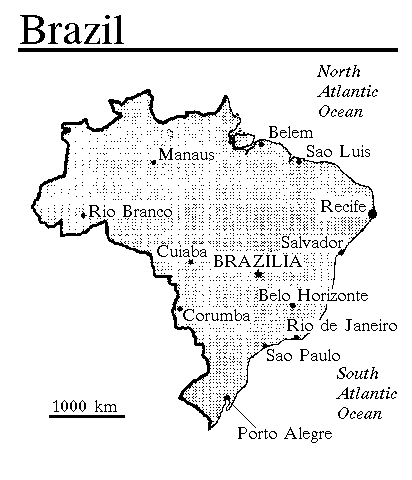 Brazil
North
Atlantic
Ocean
Belem
Sao Luis
Manaus
Recife
Rio Branco
Salvador
Cuiaba
BRAZILIA
Belo Horizonte
Corumba
Rio de Janeiro
Sao Paulo
South
Atlantic
Ocean
1000 km
Porto Alegre